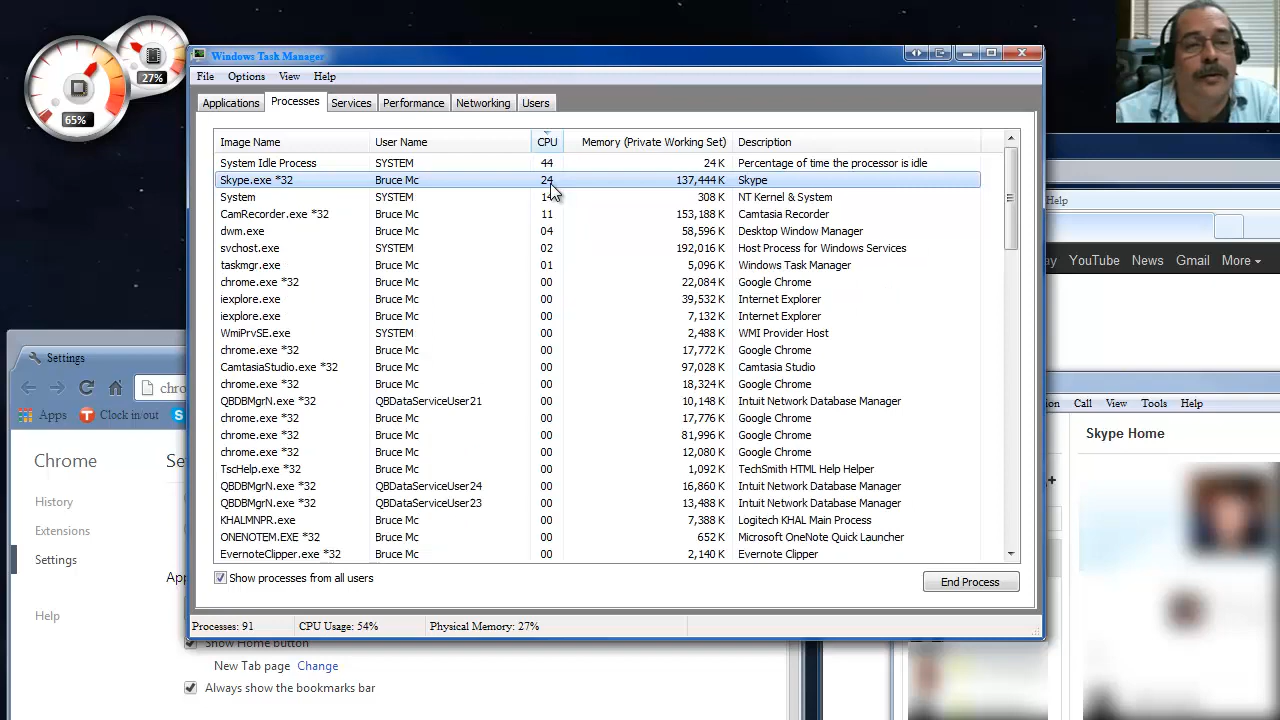 27%
65%
Windows Task Manager
File Options View Help
Applications Processes Services Performance Networking Users
Image Name User Name CPU Memory (Private Working Set) Description
System Idle Process SYSTEM 44 24 K Percentage of time the processor is idle
Skype.exe *32 Bruce Mc 24 137,444 K Skype
System SYSTEM 14 308 K NT Kernel & System
CamRecorder.exe *32 Bruce Mc 11 153,188 K Camtasia Recorder
dwm.exe Bruce Mc 04 58,596 K Desktop Window Manager
svchost.exe SYSTEM 02 192,016 K Host Process for Windows Services
taskmgr.exe Bruce Mc 01 5,096 K Windows Task Manager
chrome.exe *32 Bruce Mc 00 22,084 K Google Chrome
iexplore.exe Bruce Mc 00 39,532 K Internet Explorer
iexplore.exe Bruce Mc 00 7,132 K Internet Explorer
WmiPrvSE.exe SYSTEM 00 2,488 K WMI Provider Host
chrome.exe *32 Bruce Mc 00 17,772 K Google Chrome
CamtasiaStudio.exe *32 Bruce Mc 00 97,028 K Camtasia Studio
chrome.exe *32 Bruce Mc 00 18,324 K Google Chrome
QBDBMgrN.exe *32 QBDataServiceUser21 00 10,148 K Intuit Network Database Manager
chrome.exe *32 Bruce Mc 00 17,776 K Google Chrome
chrome.exe *32 Bruce Mc 00 81,996 K Google Chrome
chrome.exe *32 Bruce Mc 00 12,080 K Google Chrome
TscHelp.exe *32 Bruce Mc 00 1,092 K TechSmith HTML Help Helper
QBDBMgrN.exe *32 QBDataServiceUser24 00 16,860 K Intuit Network Database Manager
QBDBMgrN.exe *32 QBDataServiceUser23 00 13,488 K Intuit Network Database Manager
KHALMNPR.exe Bruce Mc 00 7,388 K Logitech KHAL Main Process
ONENOTEM.EXE *32 Bruce Mc 00 652 K Microsoft OneNote Quick Launcher
EvernoteClipper.exe *32 Bruce Mc 00 2,140 K Evernote Clipper
Show processes from all users
End Process
Processes: 91 CPU Usage: 54% Physical Memory: 27%
Help
YouTube News Gmail More
Call View Tools Help
Skype Home
Settings
Apps Clock in/out
Chrome
History
Extensions
Settings
Help
Show Home button
New Tab page Change
Always show the bookmarks bar